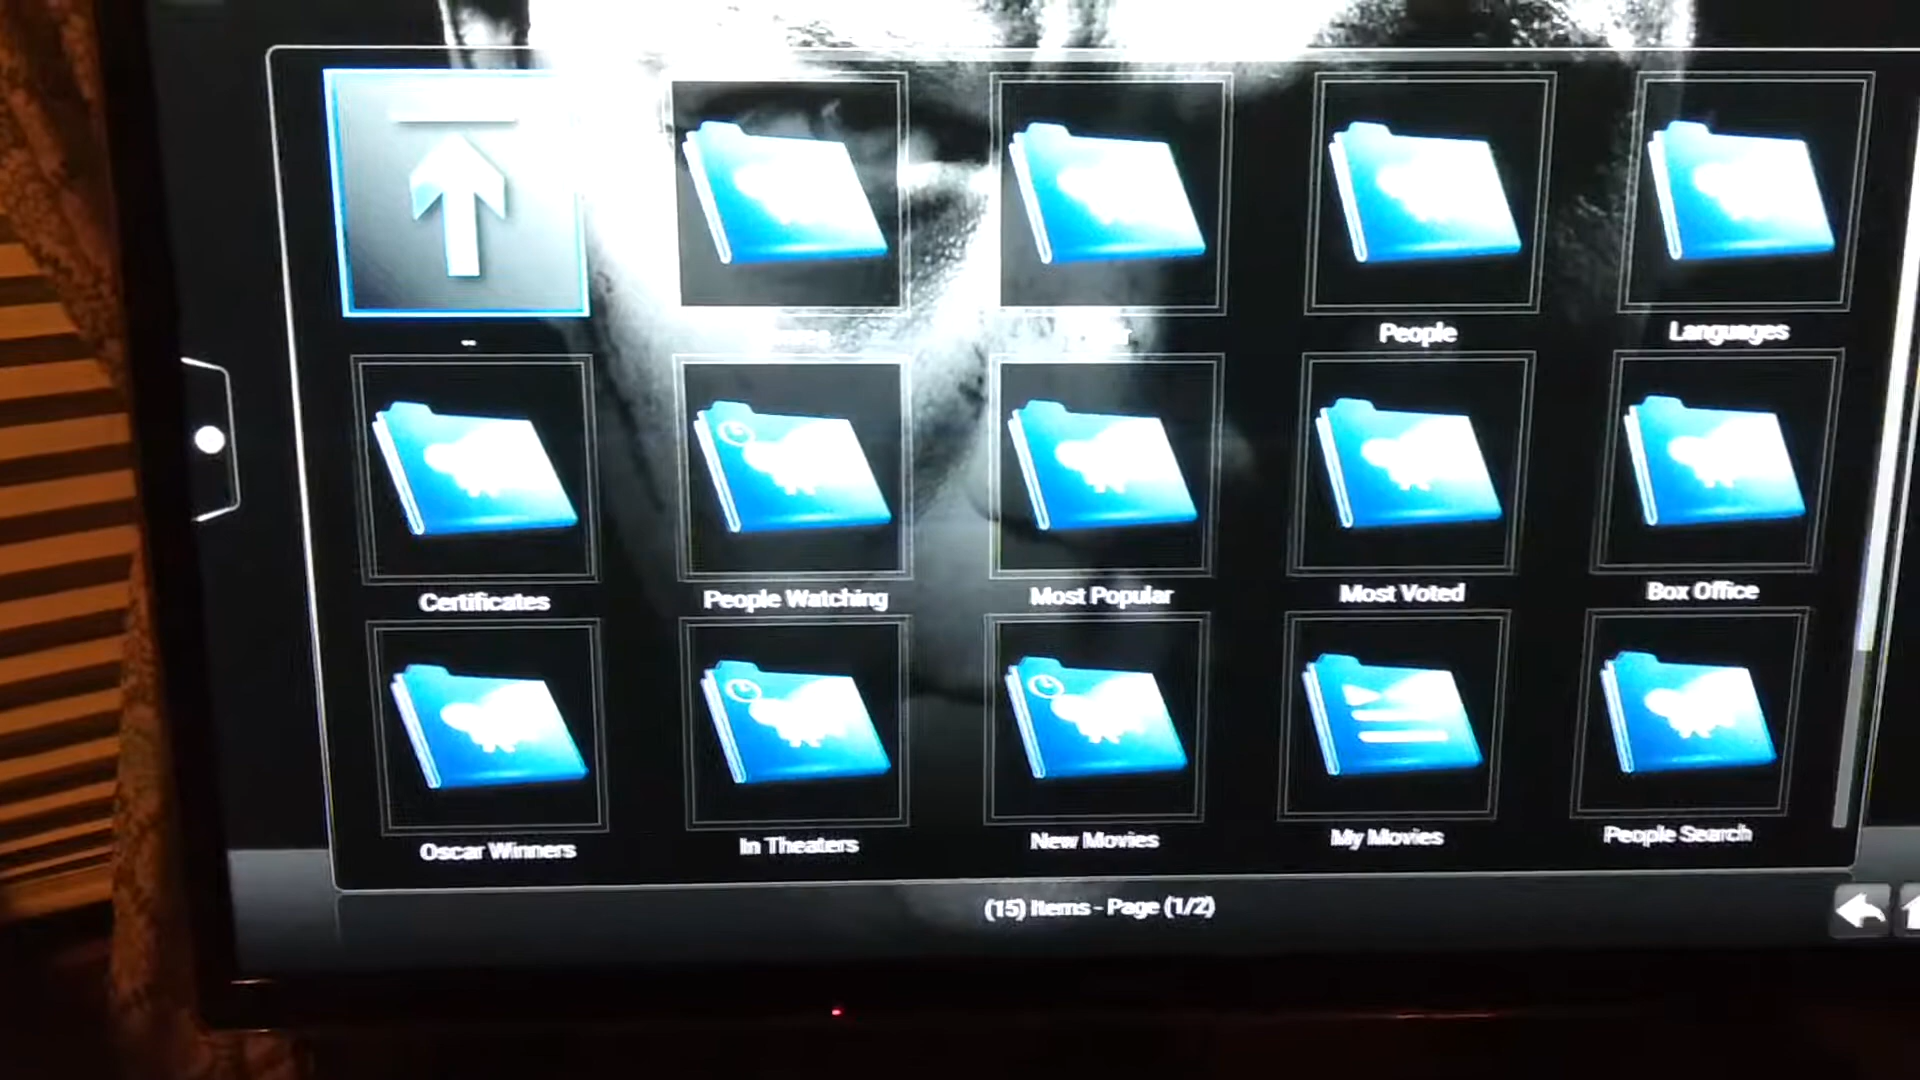 ..
People
Languages
Certificates
People Watching
Most Popular
Most Voted
Box Office
Oscar Winners
In Theaters
New Movies
My Movies
People Search
(15) Items - Page (1/2)